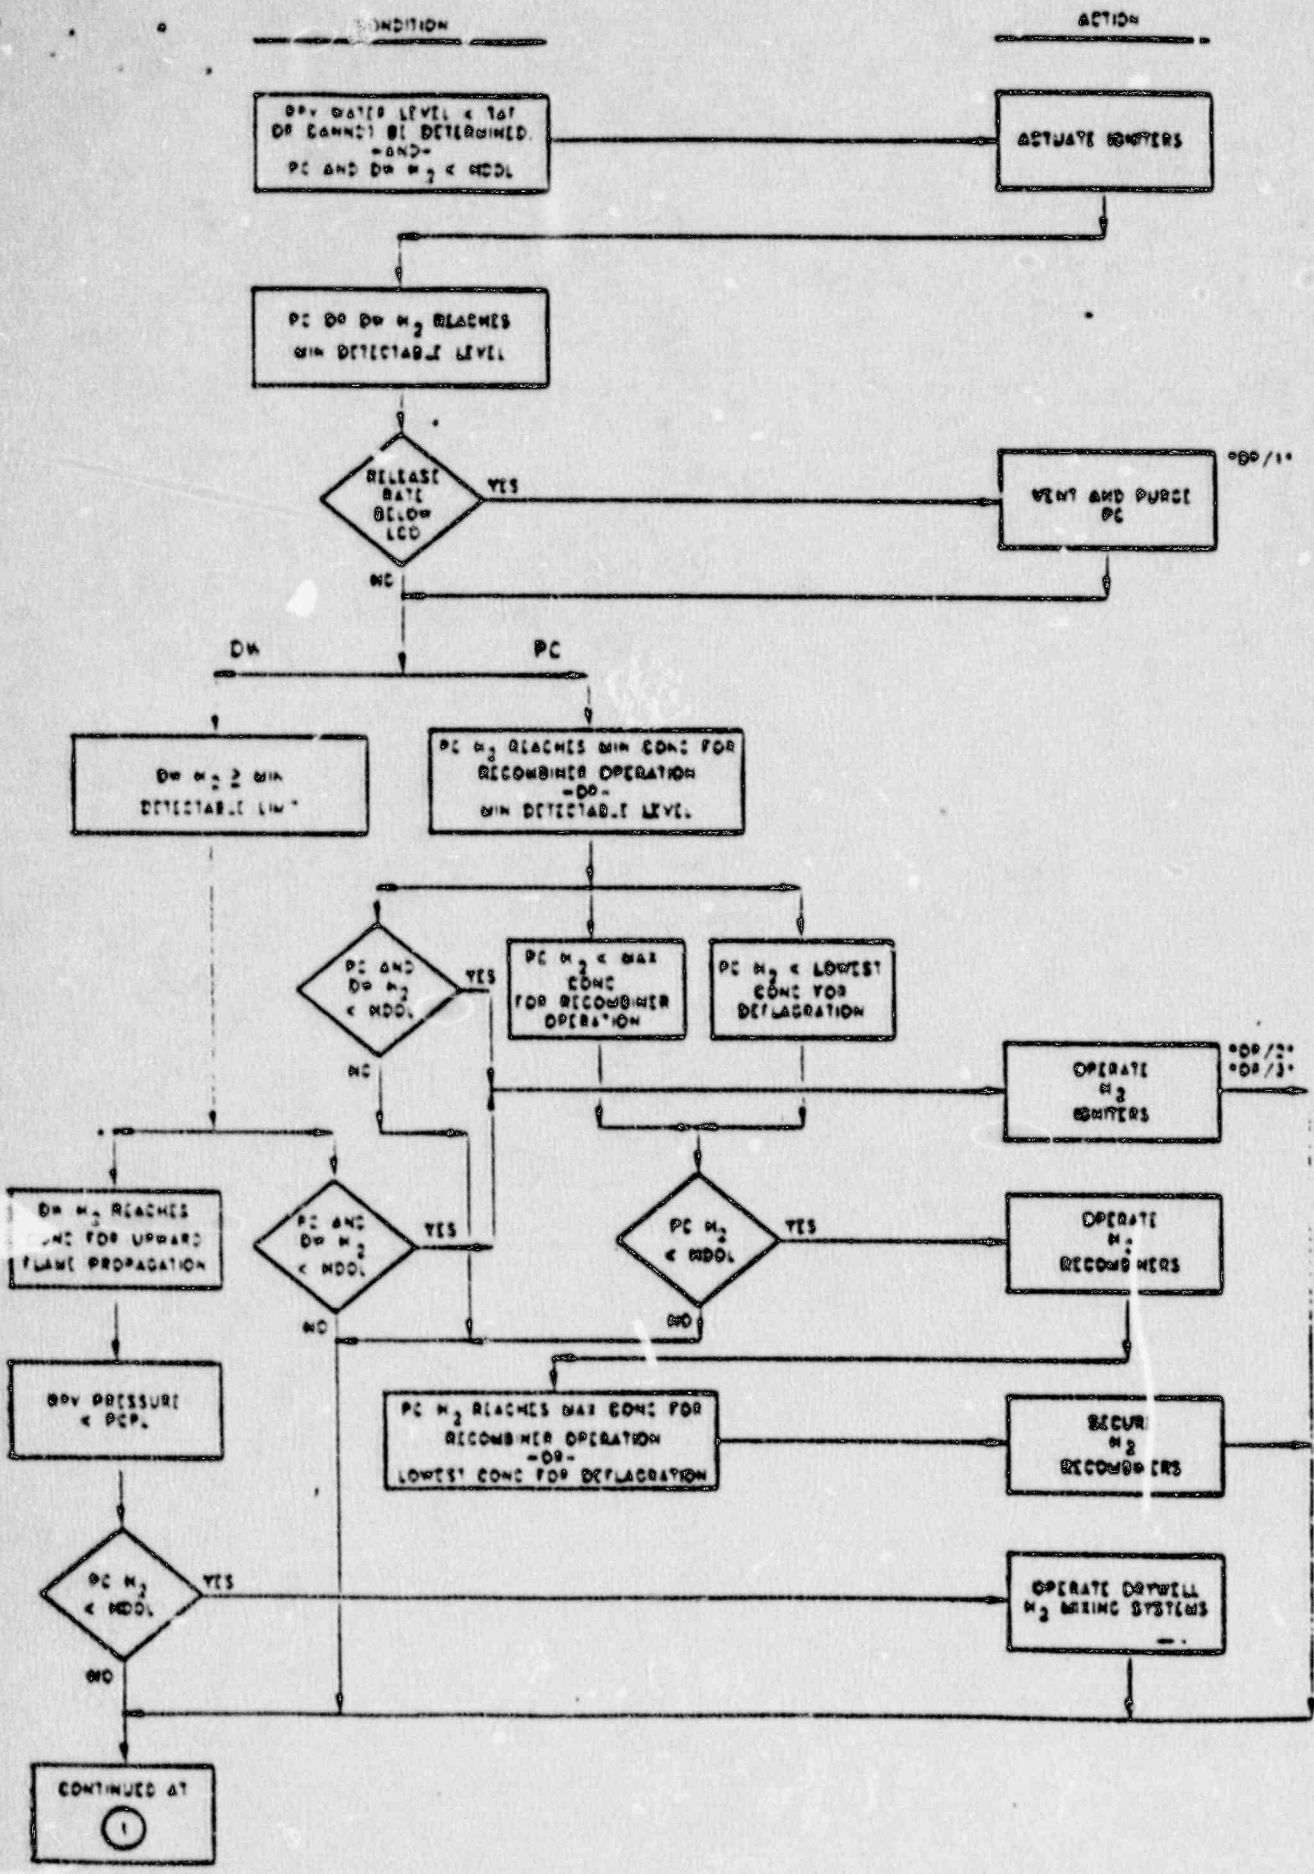 CONDITION
ACTION
RPV WATER LEVEL < TAF
OR CANNOT BE DETERMINED.
-AND-
PC AND DW H2 < HDOL
ACTUATE IGNITERS
PC OR DW H2 REACHES
MIN DETECTABLE LEVEL
RELEASE
RATE
BELOW
LCO
YES
NO
VENT AND PURGE
PC
"OP/1"
DW
PC
DW H2 ≥ MIN
DETECTABLE LIMIT
PC H2 REACHES MIN CONC FOR
RECOMBINER OPERATION
-OR-
MIN DETECTABLE LEVEL
PC AND
DW H2
< HDOL
YES
NO
PC H2 < MAX
CONC
FOR RECOMBINER
OPERATION
PC H2 < LOWEST
CONC FOR
DEFLAGRATION
OPERATE
H2
IGNITERS
"OP/2"
"OP/3"
DW H2 REACHES
CONC FOR UPWARD
FLAME PROPAGATION
PC AND
DW H2
< HDOL
YES
NO
PC H2
< HDOL
YES
NO
OPERATE
H2
RECOMBINERS
RPV PRESSURE
< PCPL
PC H2 REACHES MAX CONC FOR
RECOMBINER OPERATION
-OR-
LOWEST CONC FOR DEFLAGRATION
SECURE
H2
RECOMBINERS
PC H2
< HDOL
YES
NO
OPERATE DRYWELL
H2 MIXING SYSTEMS
CONTINUED AT
1